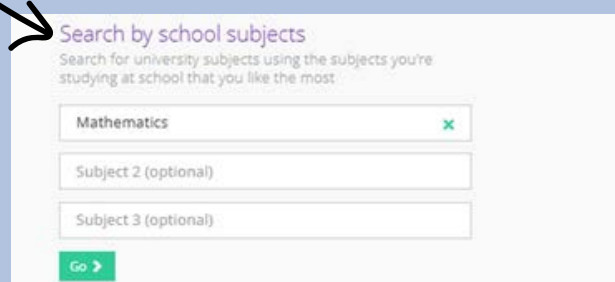 Search by school subjects
Search for university subjects using the subjects you're
studying at school that you like the most
Mathematics
Subject 2 (optional)
Subject 3 (optional)
Go